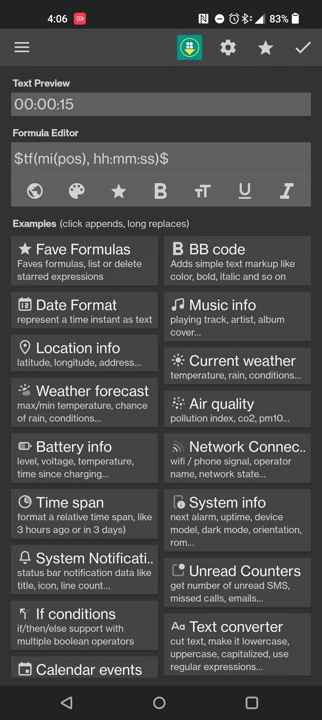 4:06
83%
Text Preview
00:00:15
Formula Editor
$tf(mi(pos), hh:mm:ss)$
B
TT
U
I
Examples (click appends, long replaces)
Fave Formulas
Faves formulas, list or delete
starred expressions
B BB code
Adds simple text markup like
color, bold, italic and so on
12 Date Format
represent a time instant as text
Music info
playing track, artist, album
cover...
Location info
latitude, longitude, address...
Current weather
temperature, rain, conditions...
Weather forecast
max/min temperature, chance
of rain, conditions...
Air quality
pollution index, co2, pm10...
Battery info
level, voltage, temperature,
time since charging...
Network Connec..
wifi / phone signal, operator
name, network state...
Time span
format a relative time span, like
3 hours ago or in 3 days)
System info
next alarm, uptime, device
model, dark mode, orientation,
rom...
System Notificati..
status bar notification data like
title, icon, line count...
Unread Counters
get number of unread SMS,
missed calls, emails...
If conditions
if/then/else support with
multiple boolean operators
Aa Text converter
cut text, make it lowercase,
uppercase, capitalized, use
regular expressions...
Calendar events